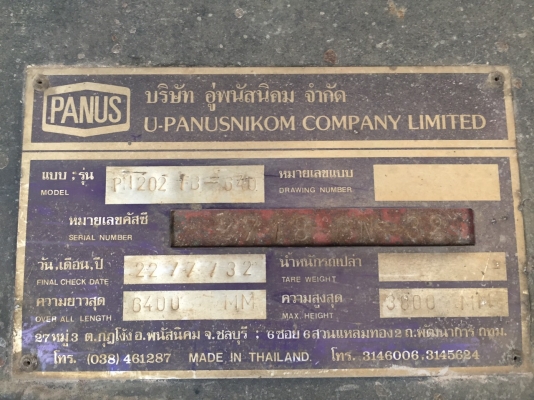 PANUS
บริษัท อู่พนัสนิคม จำกัด
U-PANUSNIKOM COMPANY LIMITED
แบบ : รุ่น
MODEL
หมายเลขแบบ
DRAWING NUMBER
หมายเลขคัสซี
SERIAL NUMBER
วัน,เดือน,ปี 22/7/32
FINAL CHECK DATE
น้ำหนักรถเปล่า
TARE WEIGHT
ความยาวสุด 6400 MM
OVER ALL LENGTH
ความสูงสุด
MAX. HEIGHT
27 หมู่ 3 ต.กุฎโง้ง อ.พนัสนิคม จ.ชลบุรี : 6 ซอย 6 สวนแหลมทอง 2 ถ.พัฒนาการ กทม.
โทร. (038) 461287 MADE IN THAILAND. โทร. 3146006.3145624